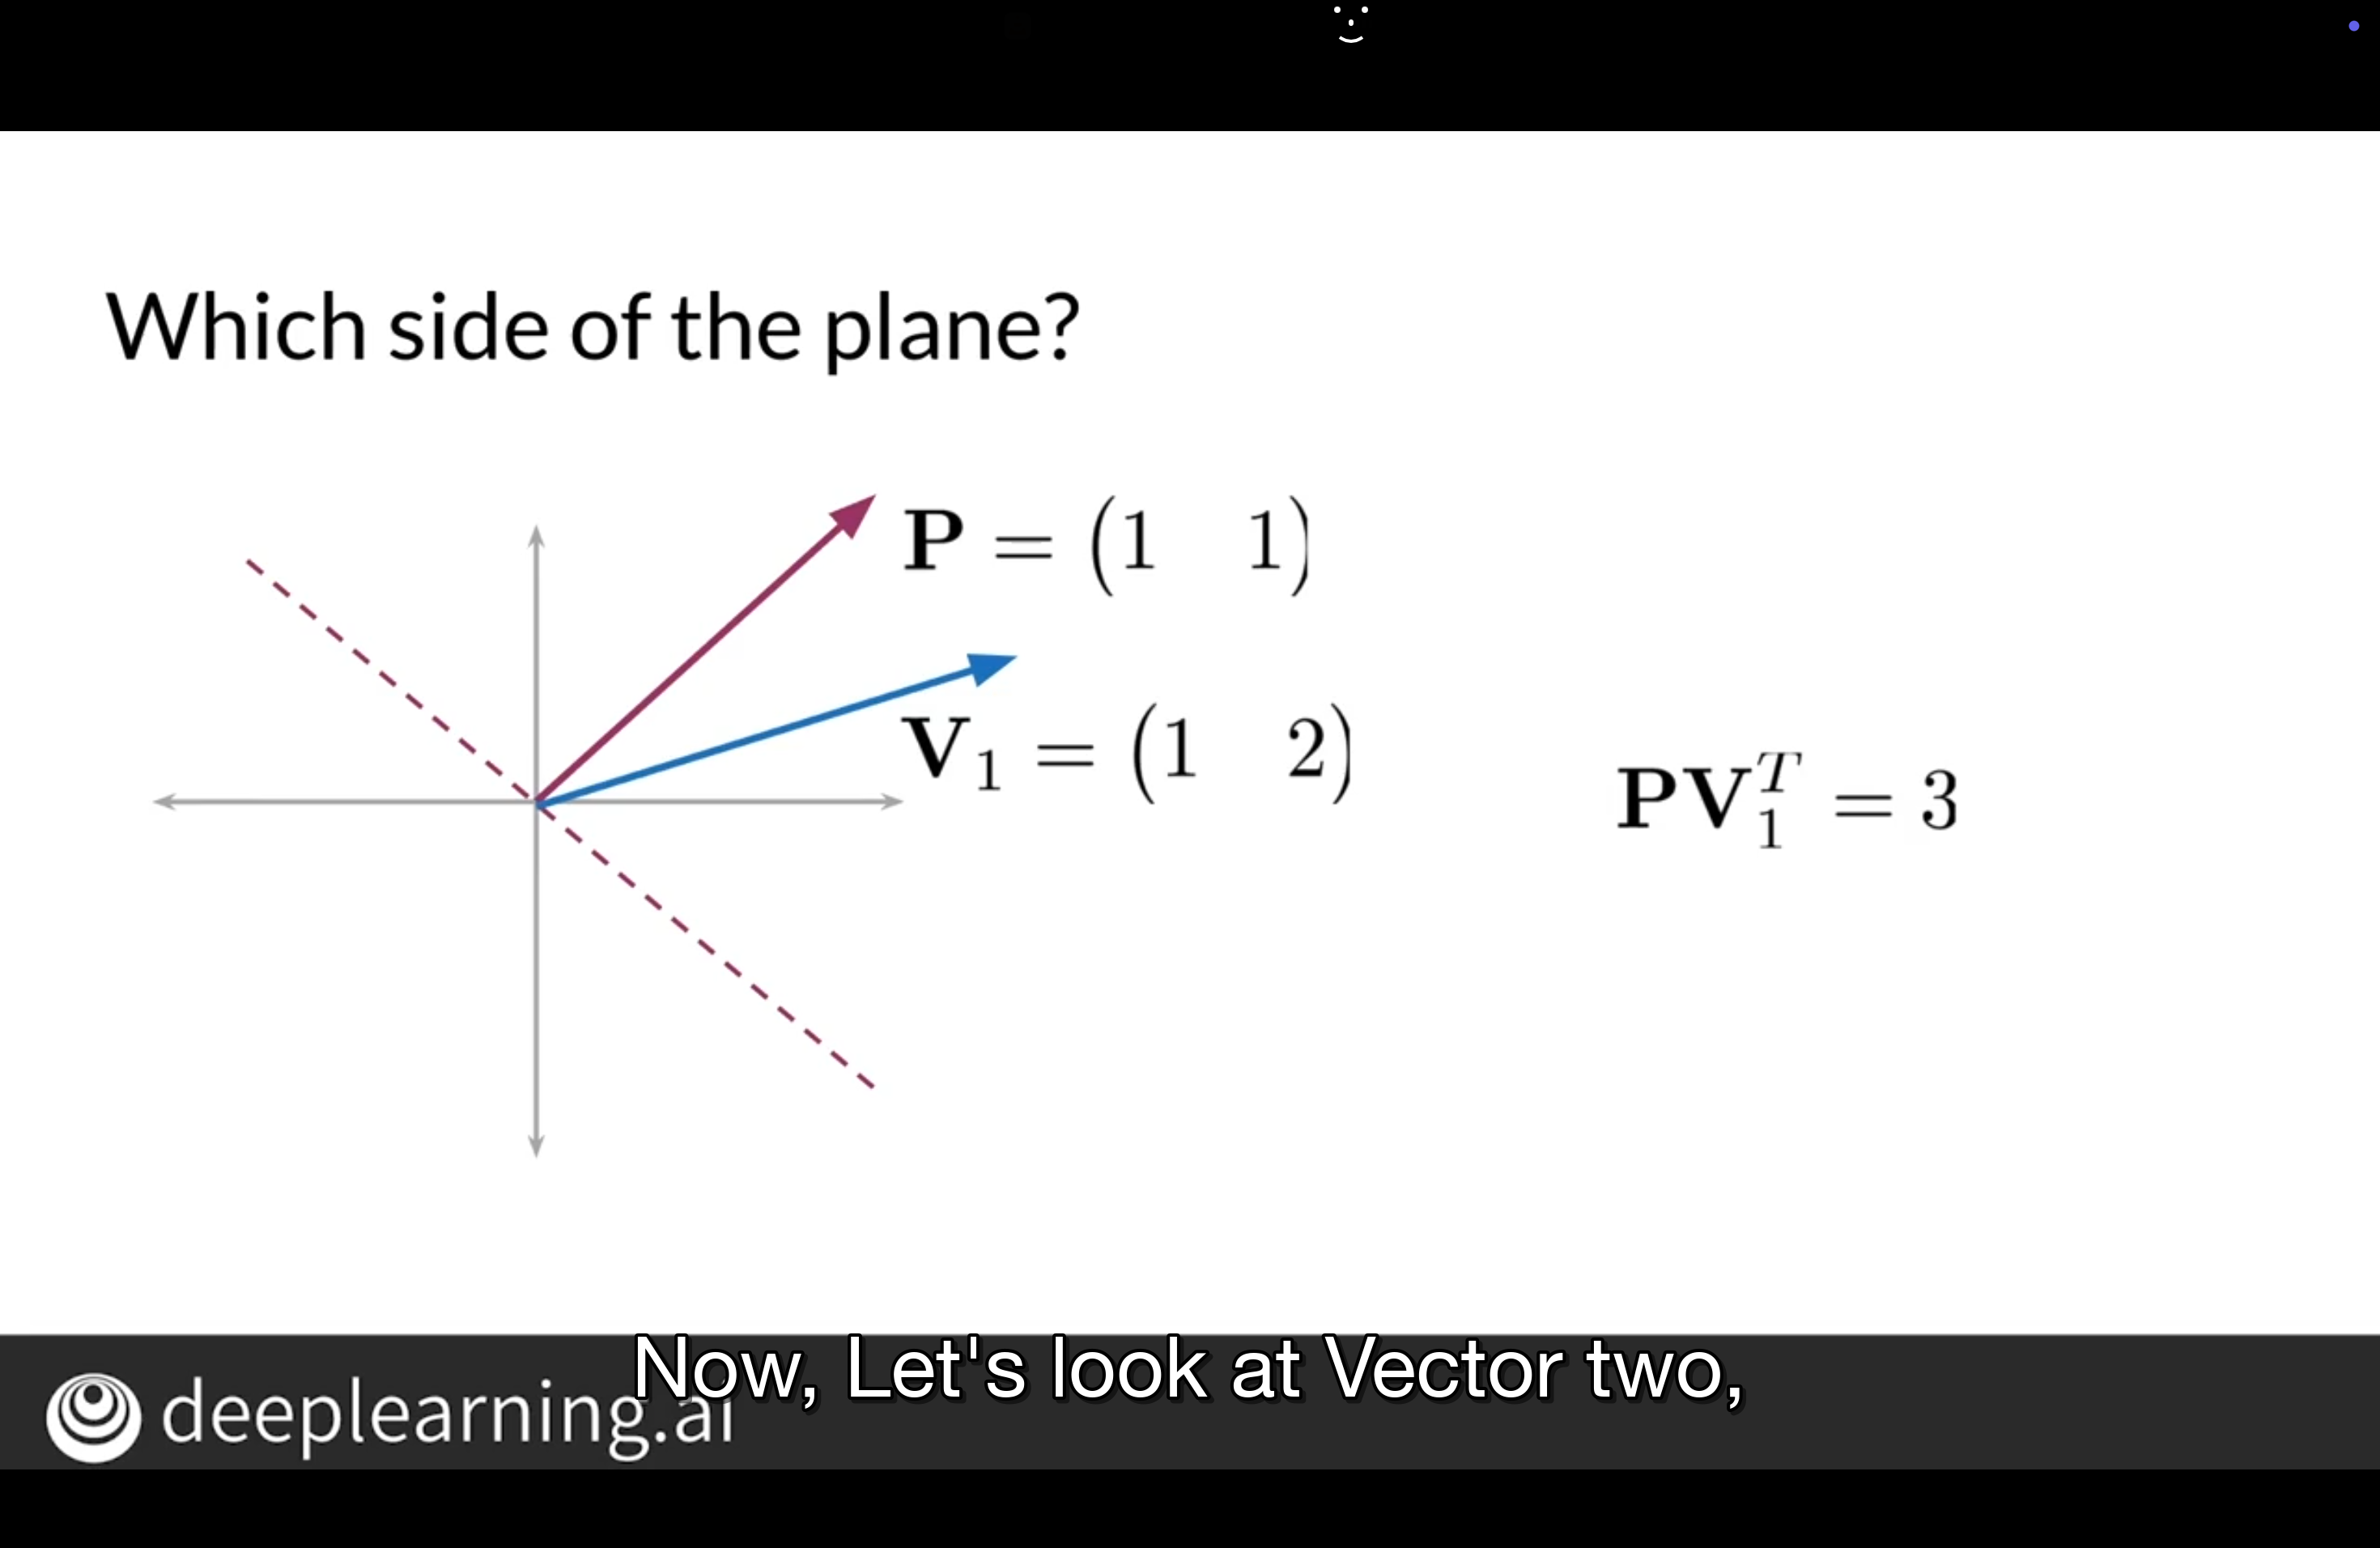 Which side of the plane?
P = (1 1)
V₁ = (1 2)
PV₁ᵀ = 3
Now, Let's look at Vector two,
deeplearning.ai